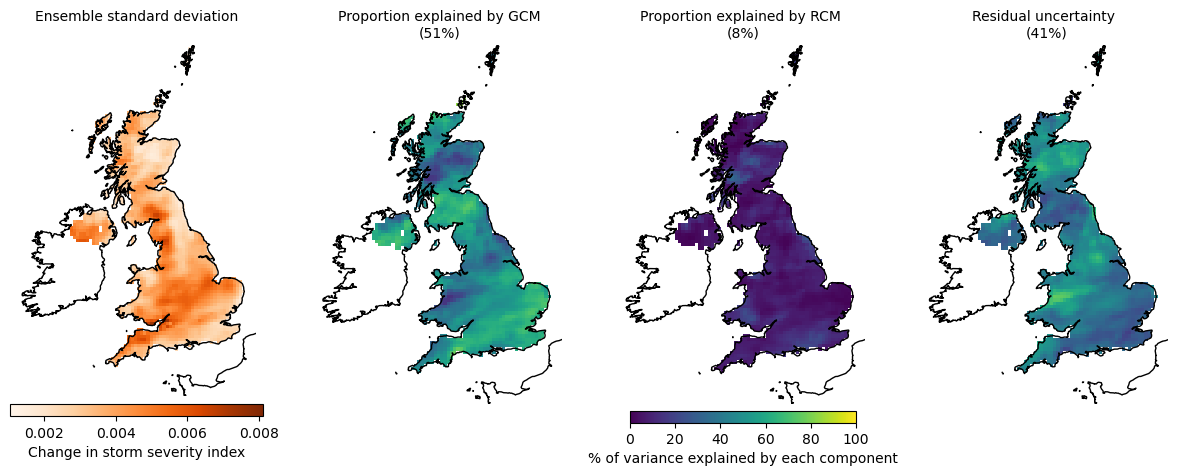 Ensemble standard deviation
Proportion explained by GCM
(51%)
Proportion explained by RCM
(8%)
Residual uncertainty
(41%)
0.002 0.004 0.006 0.008
Change in storm severity index
0 20 40 60 80 100
% of variance explained by each component